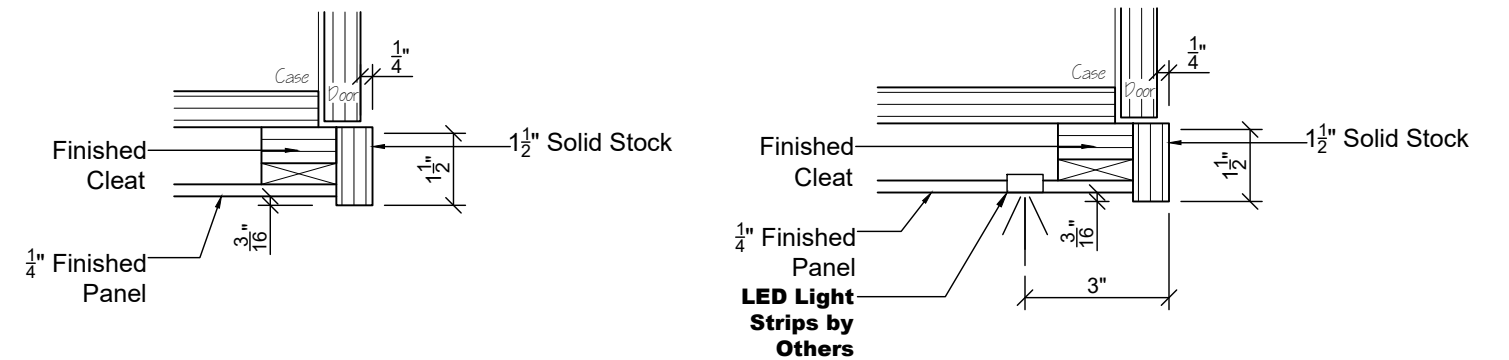 1/4"
Case
Door
Finished
Cleat
1 1/2" Solid Stock
1 1/2"
3/16"
1/4" Finished
Panel
1/4"
Case
Door
Finished
Cleat
1 1/2" Solid Stock
1 1/2"
3/16"
1/4" Finished
Panel
LED Light
Strips by
Others
3"